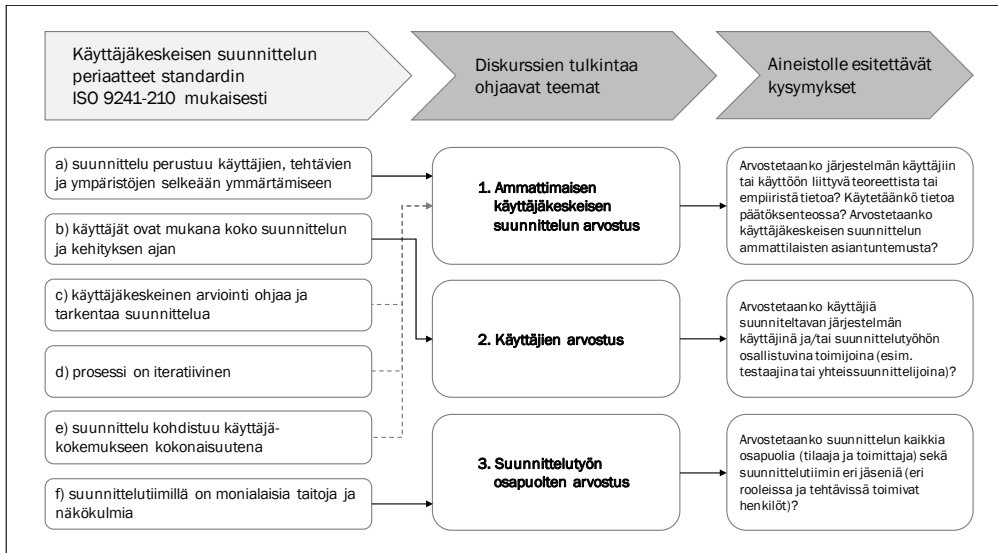 Käyttäjäkeskeisen suunnittelun
periaatteet standardin
ISO 9241-210 mukaisesti
Diskurssien tulkintaa
ohjaavat teemat
Aineistolle esitettävät
kysymykset
a) suunnittelu perustuu käyttäjien, tehtävien
ja ympäristöjen selkeään ymmärtämiseen
b) käyttäjät ovat mukana koko suunnittelun
ja kehityksen ajan
c) käyttäjäkeskeinen arviointi ohjaa ja
tarkentaa suunnittelua
d) prosessi on iteratiivinen
e) suunnittelu kohdistuu käyttäjä-
kokemukseen kokonaisuutena
f) suunnittelutiimillä on monialaisia taitoja ja
näkökulmia
1. Ammattimaisen
käyttäjäkeskeisen
suunnittelun arvostus
2. Käyttäjien arvostus
3. Suunnittelutyön
osapuolten arvostus
Arvostetaanko järjestelmän käyttäjiin
tai käyttöön liittyvä teoreettista tai
empiiristä tietoa? Käytetäänkö tietoa
päätöksenteossa? Arvostetaanko
käyttäjäkeskeisen suunnittelun
ammattilaisten asiantuntemusta?
Arvostetaanko käyttäjiä
suunniteltavan järjestelmän
käyttäjinä ja/tai suunnittelutyöhön
osallistuvina toimijoina (esim.
testaajina tai yhteissuunnittelijoina)?
Arvostetaanko suunnittelun kaikkia
osapuolia (tilaaja ja toimittaja) sekä
suunnittelutiimin eri jäseniä (eri
rooleissa ja tehtävissä toimivat
henkilöt)?